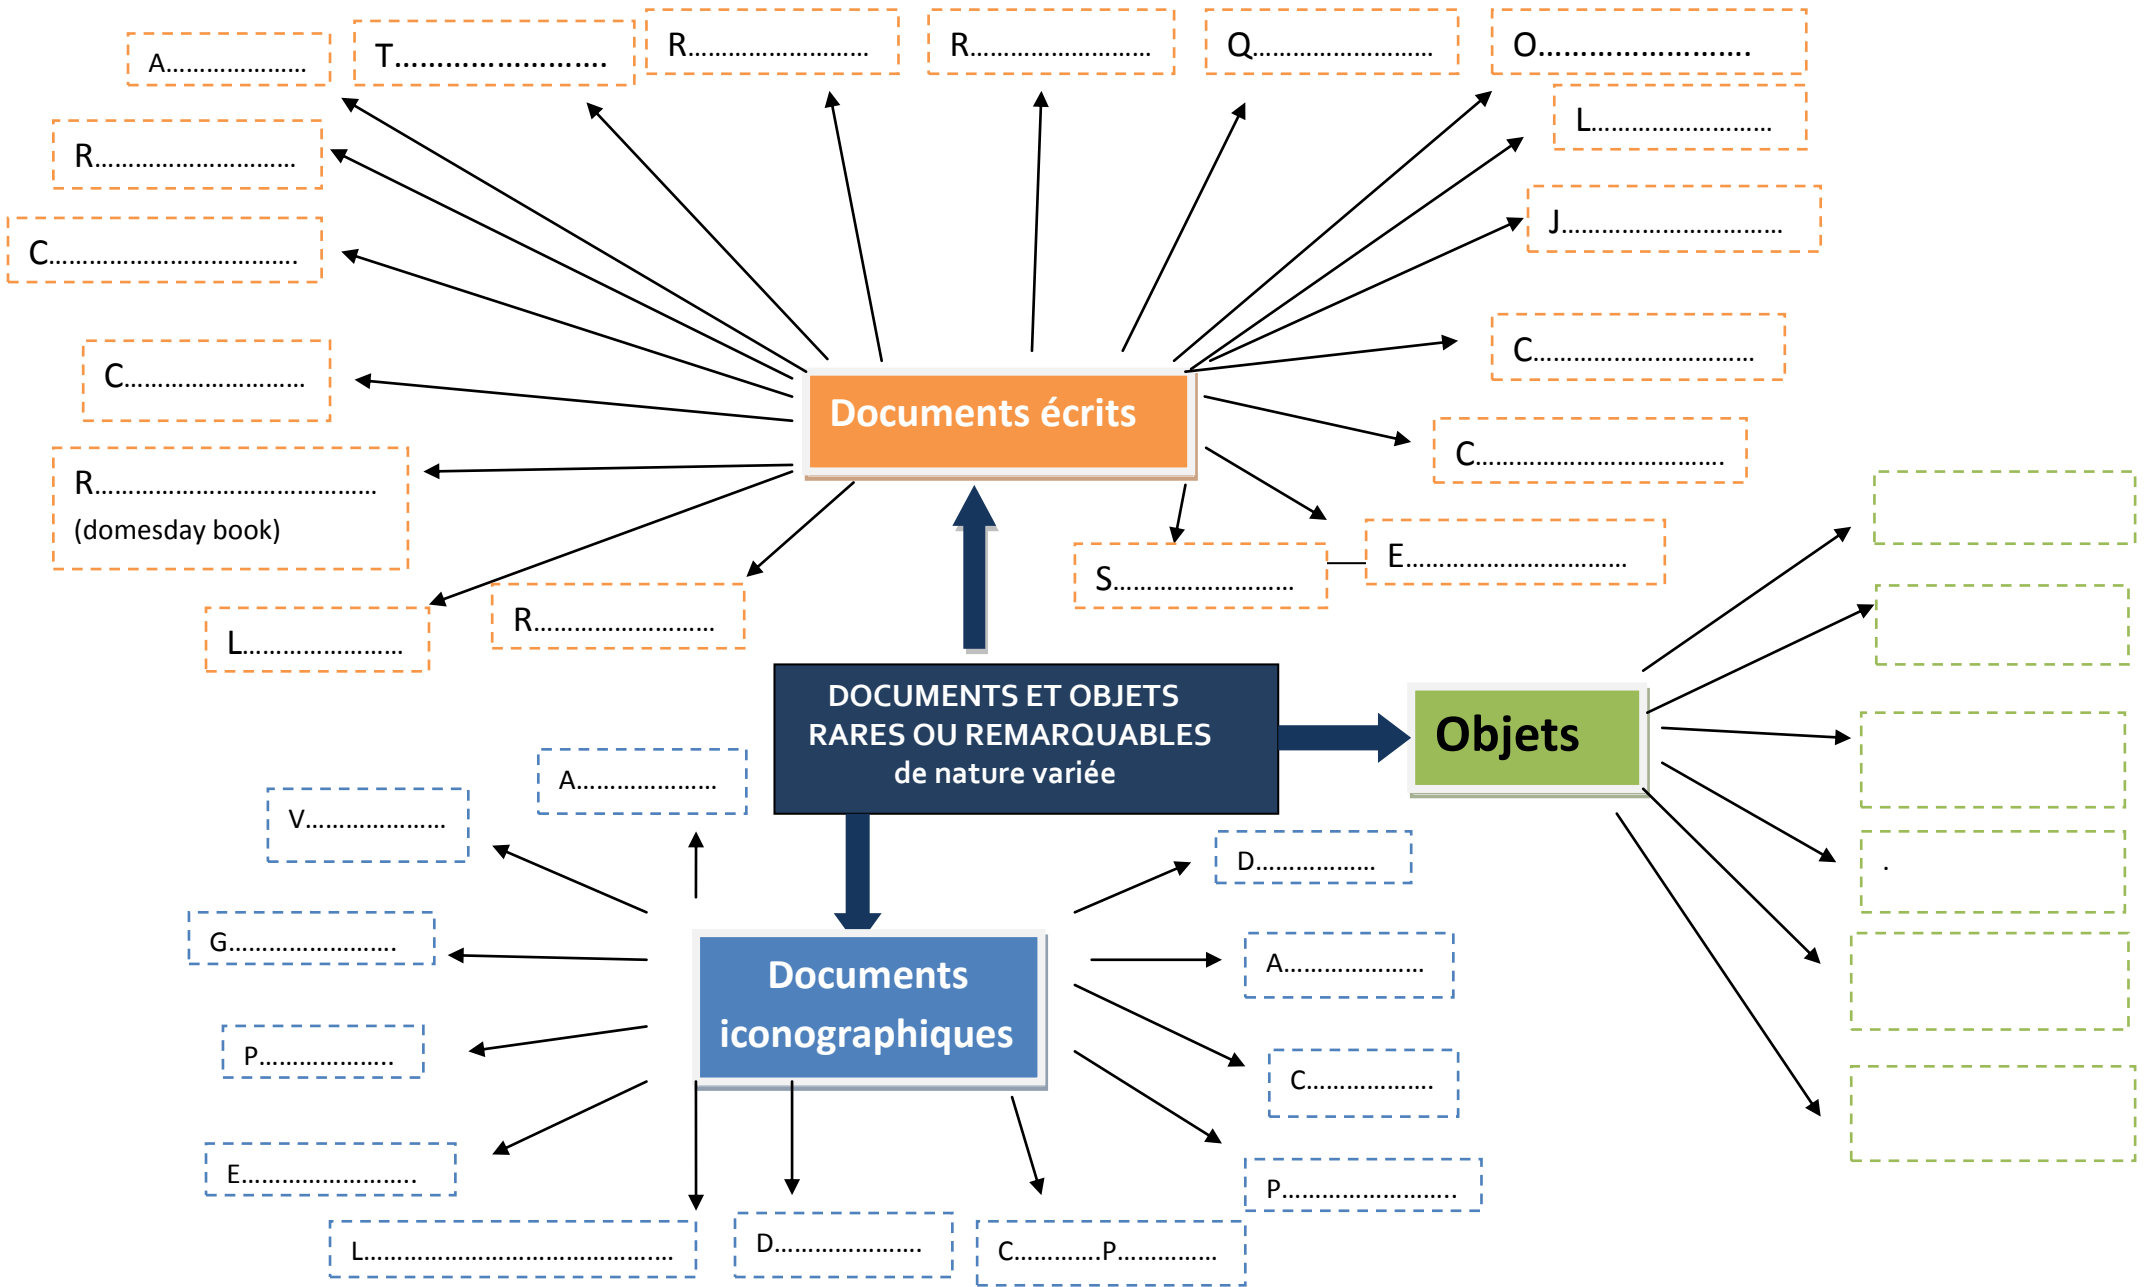 A.....................
T..........................
R...........................
R...........................
Q...........................
O..........................
L...........................
R..............................
J.................................
C.....................................
C.................................
C...........................
Documents écrits
C.....................................
R..........................................
(domesday book)
E.................................
S...........................
L........................
R...........................
DOCUMENTS ET OBJETS
RARES OU REMARQUABLES
de nature variée
Objets
A.....................
V.....................
D..................
G.........................
A.....................
Documents
iconographiques
P....................
C...................
E..........................
P..........................
L..............................................
D......................
C.............P...............
.